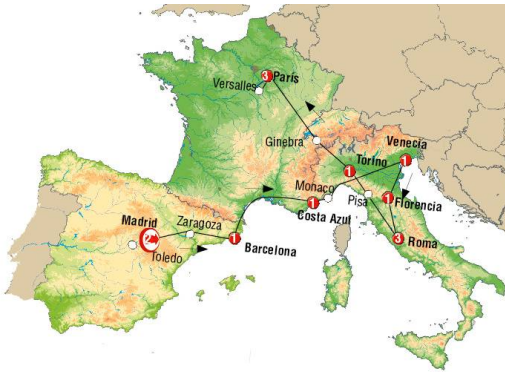 3 París
Versalles
Ginebra
Venecia
1
Torino
1
Monaco
Pisa
1 Florencia
1
Costa Azul
Madrid
Zaragoza
2
Toledo
1
Barcelona
3 Roma